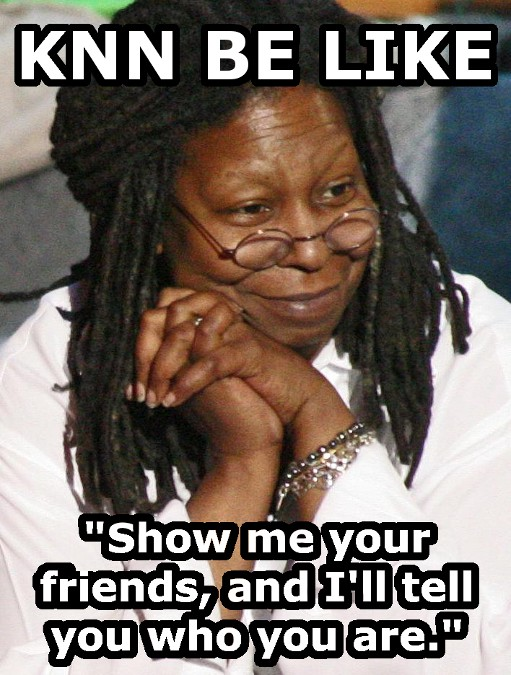 KNN BE LIKE
"Show me your
friends, and I'll tell
you who you are."